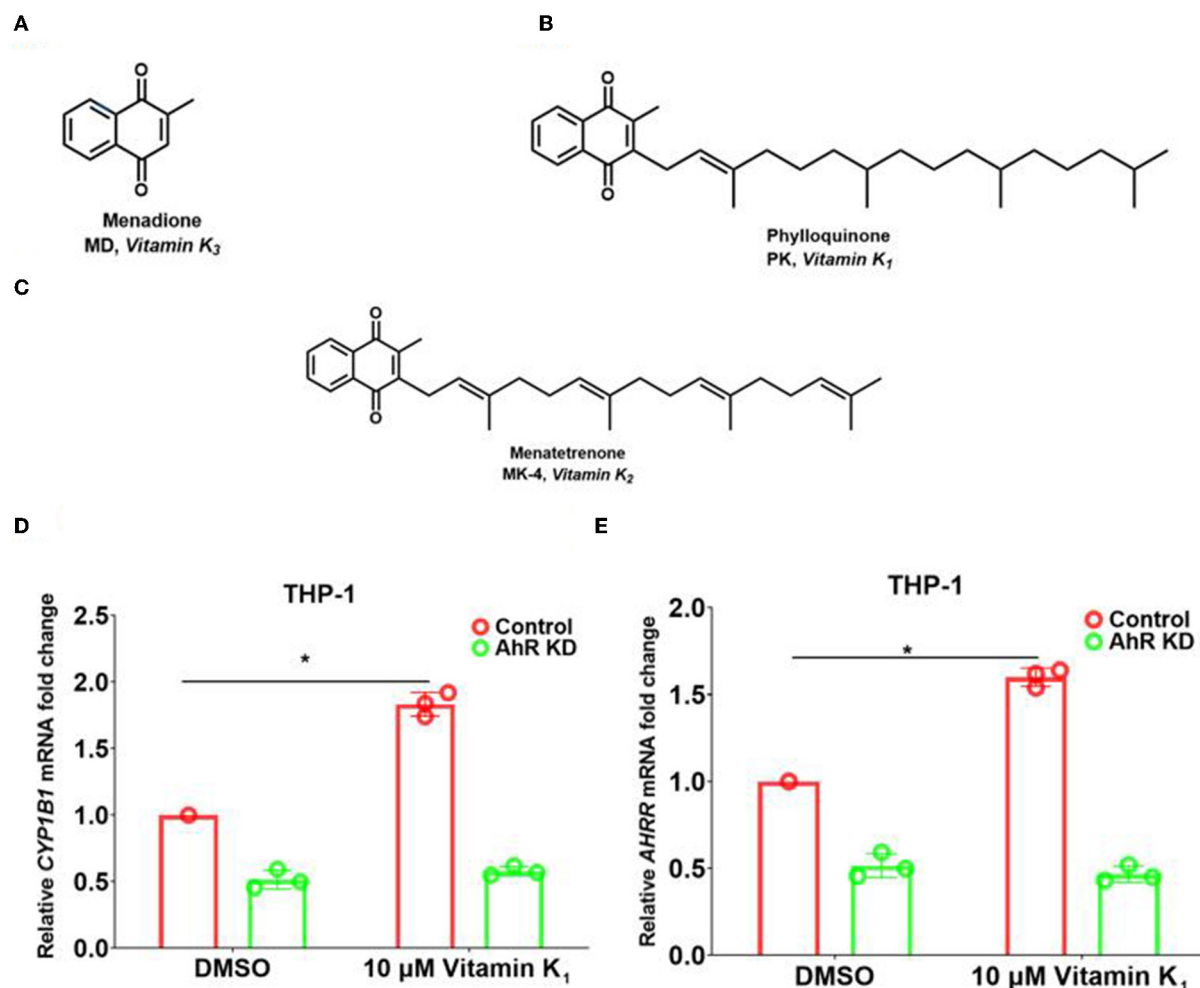 A
B
O
O
Menadione
MD, Vitamin K3
O
O
Phylloquinone
PK, Vitamin K1
C
O
O
Menatetrenone
MK-4, Vitamin K2
D
E
THP-1
Relative CYP1B1 mRNA fold change
2.5
2.0
1.5
1.0
0.5
0.0
*
Control
AhR KD
DMSO
10 µM Vitamin K1
THP-1
Relative AHRR mRNA fold change
2.0
1.5
1.0
0.5
0.0
*
Control
AhR KD
DMSO
10 µM Vitamin K1